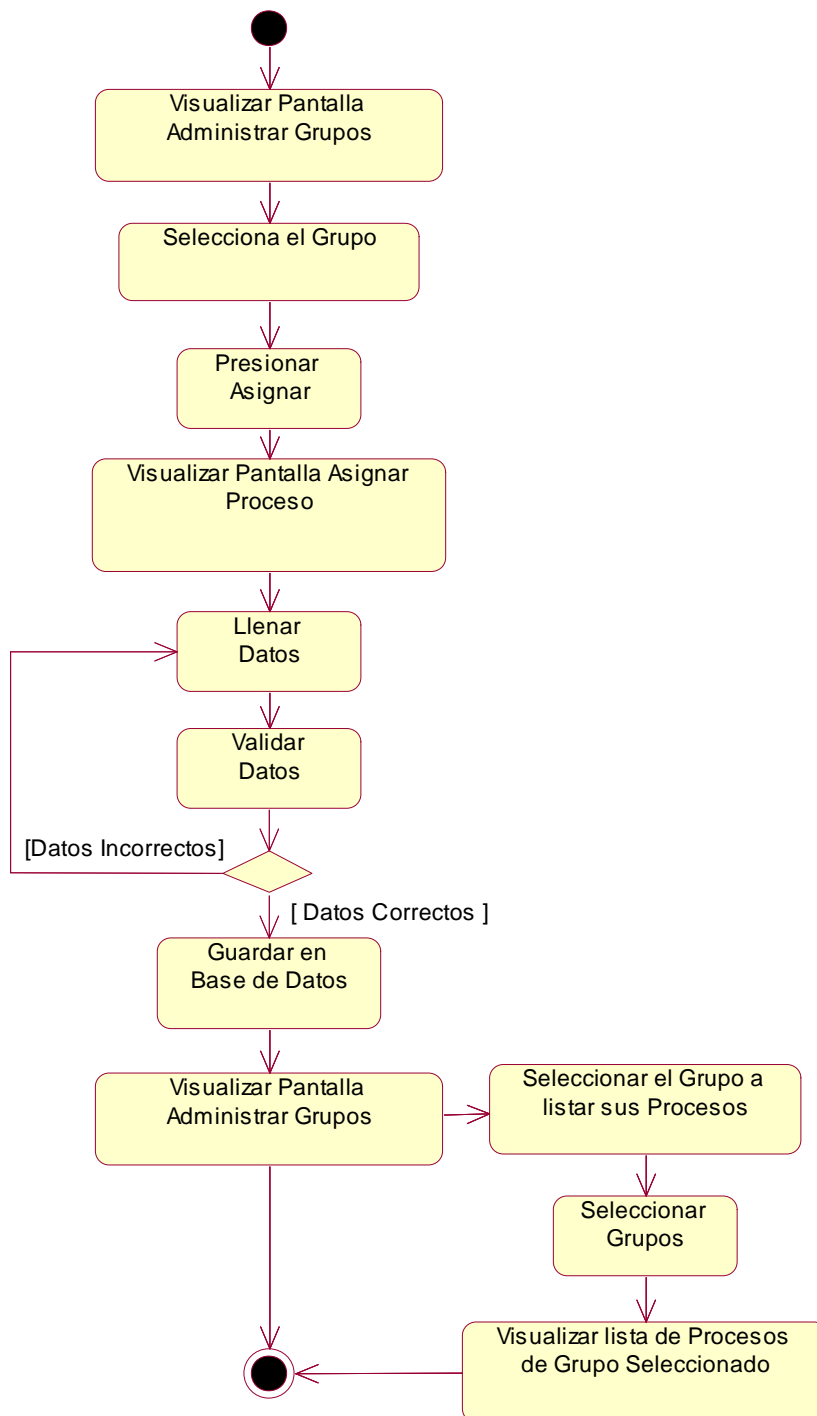 Visualizar Pantalla
Administrar Grupos
Selecciona el Grupo
Presionar
Asignar
Visualizar Pantalla Asignar
Proceso
Llenar
Datos
Validar
Datos
[Datos Incorrectos]
[ Datos Correctos ]
Guardar en
Base de Datos
Visualizar Pantalla
Administrar Grupos
Seleccionar el Grupo a
listar sus Procesos
Seleccionar
Grupos
Visualizar lista de Procesos
de Grupo Seleccionado